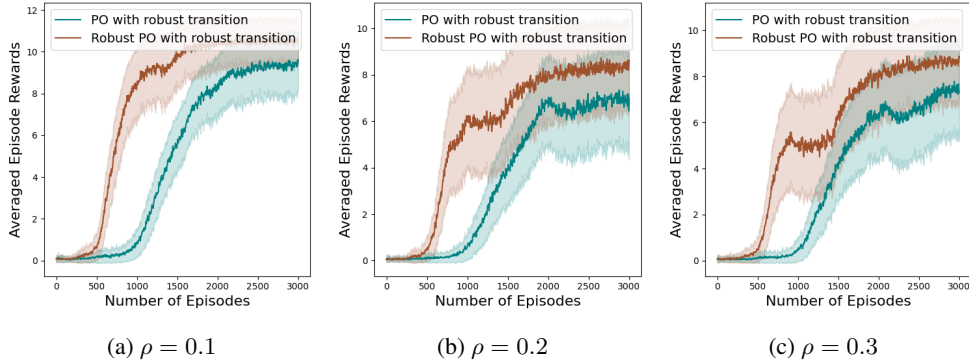 PO with robust transition
Robust PO with robust transition
Averaged Episode Rewards
12
10
8
6
4
2
0
0 500 1000 1500 2000 2500 3000
Number of Episodes
(a) ρ = 0.1
PO with robust transition
Robust PO with robust transition
Averaged Episode Rewards
10
8
6
4
2
0
0 500 1000 1500 2000 2500 3000
Number of Episodes
(b) ρ = 0.2
PO with robust transition
Robust PO with robust transition
Averaged Episode Rewards
10
8
6
4
2
0
0 500 1000 1500 2000 2500 3000
Number of Episodes
(c) ρ = 0.3